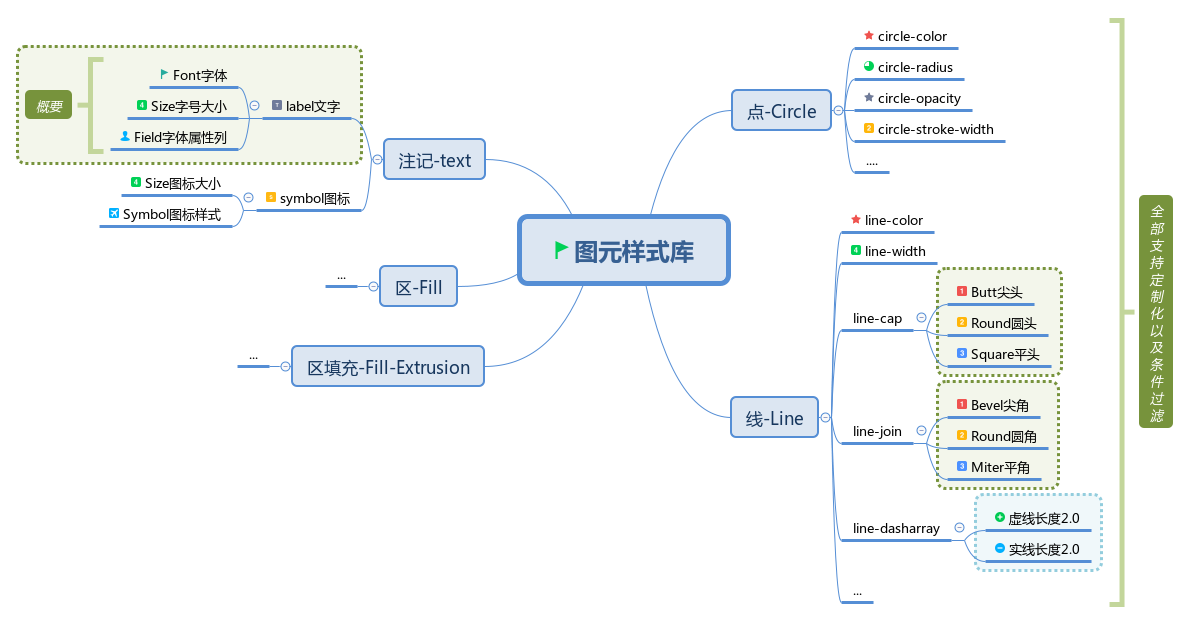 图元样式库
点-Circle
circle-color
circle-radius
circle-opacity
circle-stroke-width
....
线-Line
line-color
line-width
line-cap
1 Butt尖头
2 Round圆头
3 Square平头
line-join
1 Bevel尖角
2 Round圆角
3 Miter平角
line-dasharray
虚线长度2.0
实线长度2.0
...
全部支持定制化以及条件过滤
注记-text
label文字
Font字体
4 Size字号大小
Field字体属性列
概要
symbol图标
4 Size图标大小
Symbol图标样式
区-Fill
...
区填充-Fill-Extrusion
...